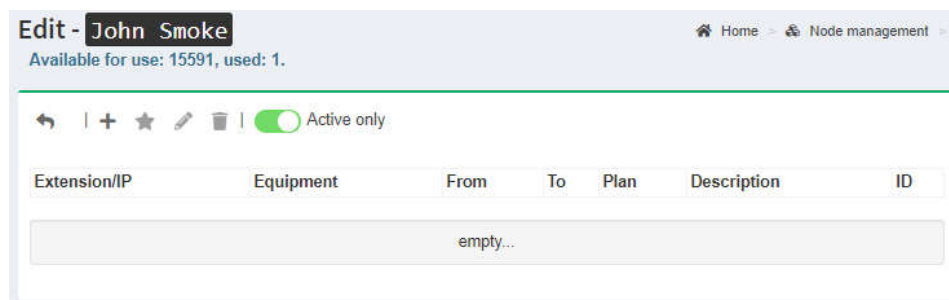 Edit - John Smoke
Home > Node management >
Available for use: 15591, used: 1.
| + | Active only
Extension/IP Equipment From To Plan Description ID
empty...